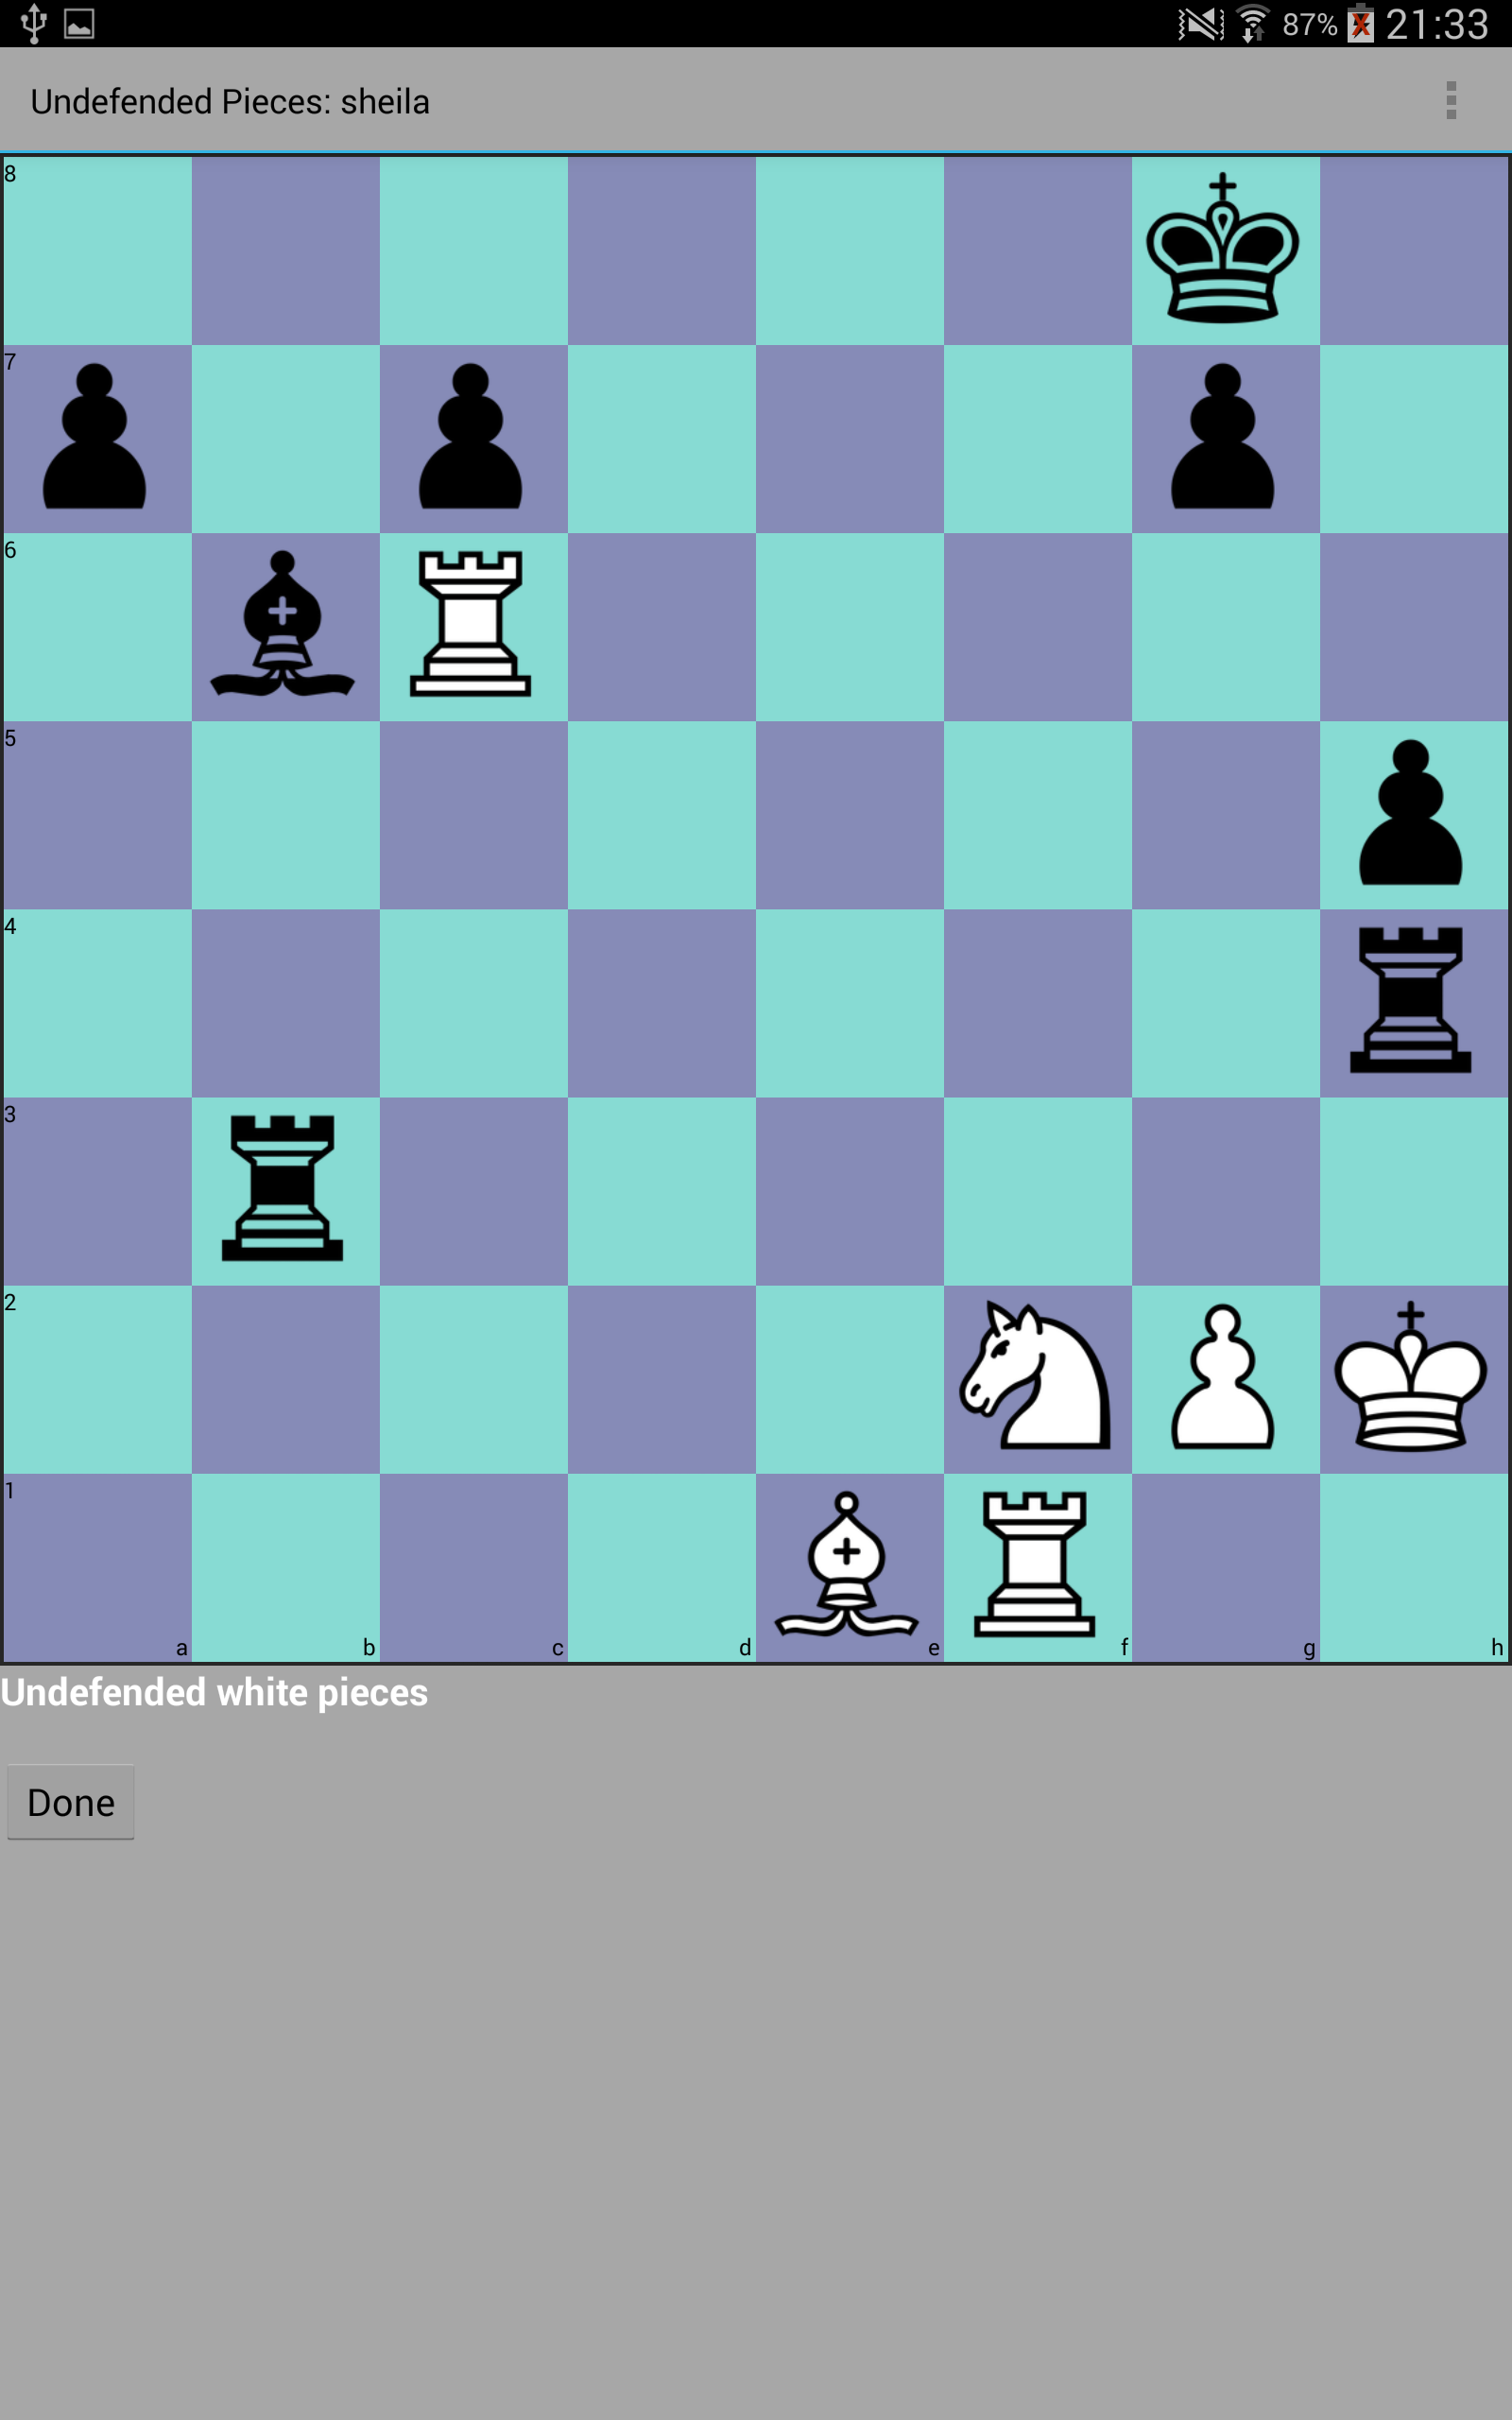 87% 21:33
Undefended Pieces: sheila
8
7
6
5
4
3
2
1
a b c d e f g h
Undefended white pieces
Done